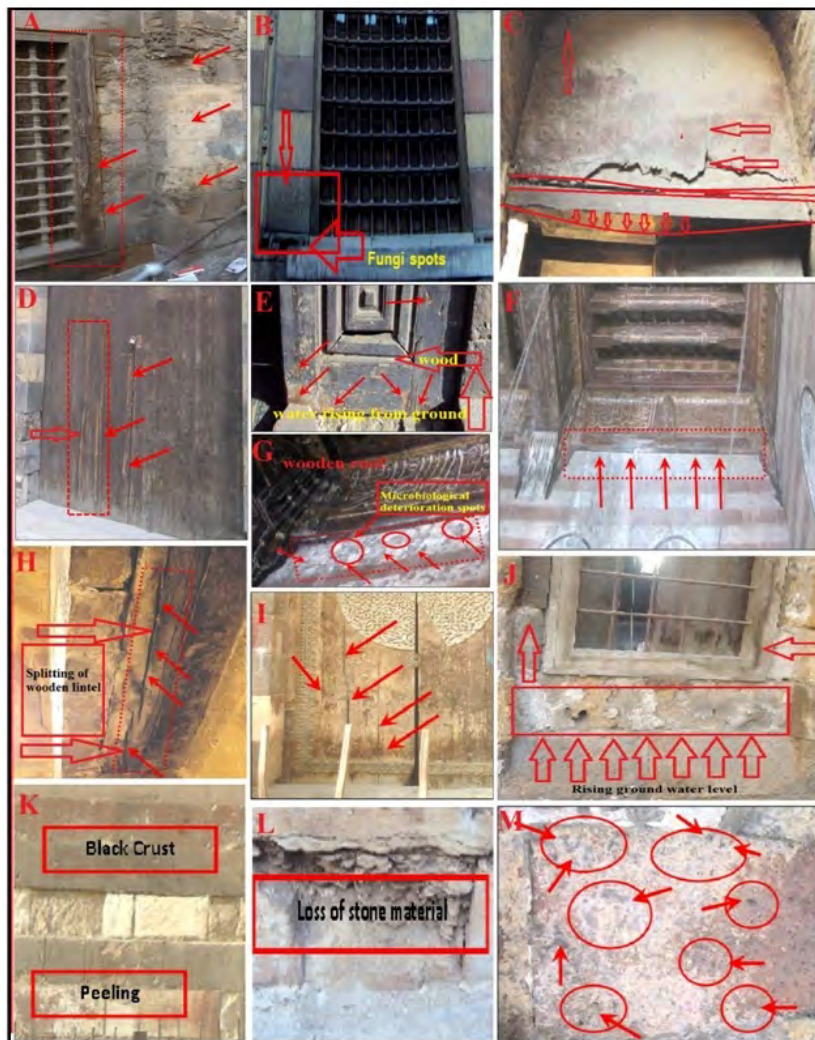 A
B
Fungi spots
C
D
E
wood
water rising from ground
F
G
wooden roof
Microbiological
deterioration spots
H
Splitting of
wooden lintel
I
J
Rising ground water level
K
Black Crust
Peeling
L
Loss of stone material
M